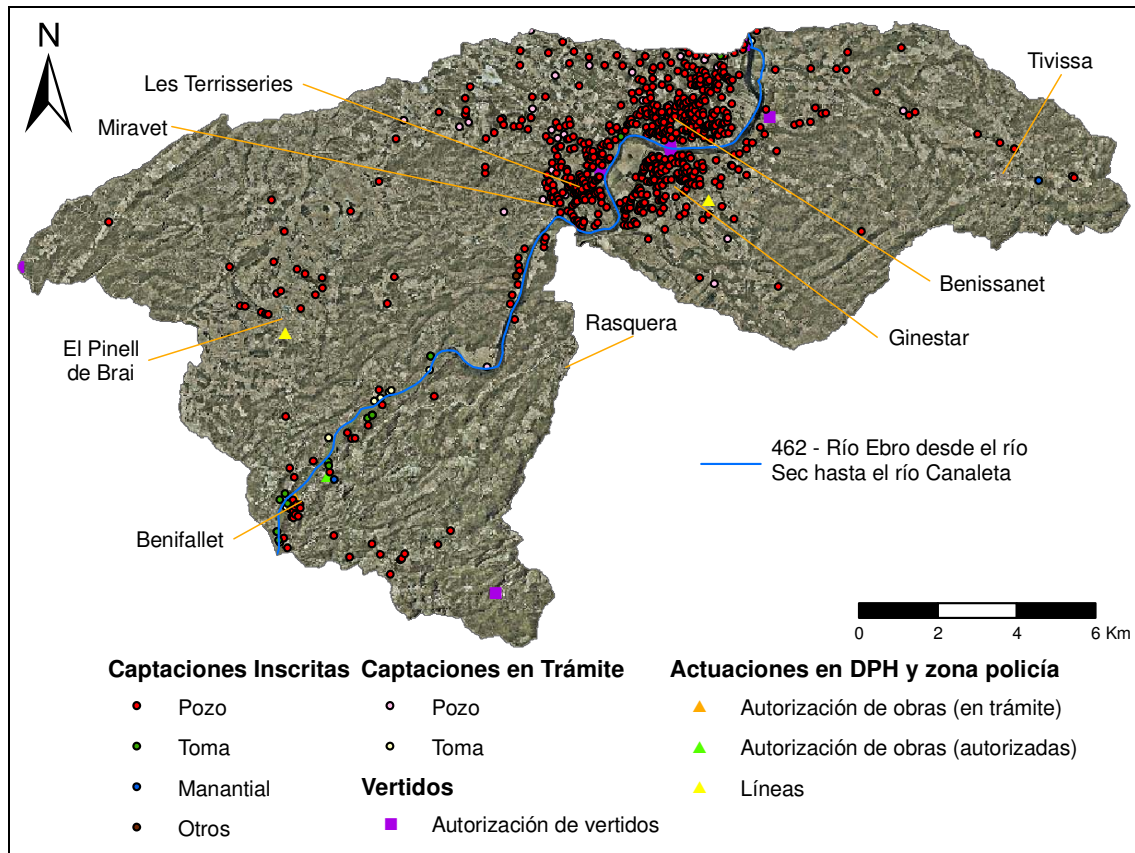 N
Les Terrisseries
Miravet
Tivissa
Benissanet
Ginestar
Rasquera
El Pinell
de Brai
462 - Río Ebro desde el río
Sec hasta el río Canaleta
Benifallet
0 2 4 6 Km
Captaciones Inscritas
Pozo
Toma
Manantial
Otros
Captaciones en Trámite
Pozo
Toma
Vertidos
Autorización de vertidos
Actuaciones en DPH y zona policía
Autorización de obras (en trámite)
Autorización de obras (autorizadas)
Líneas